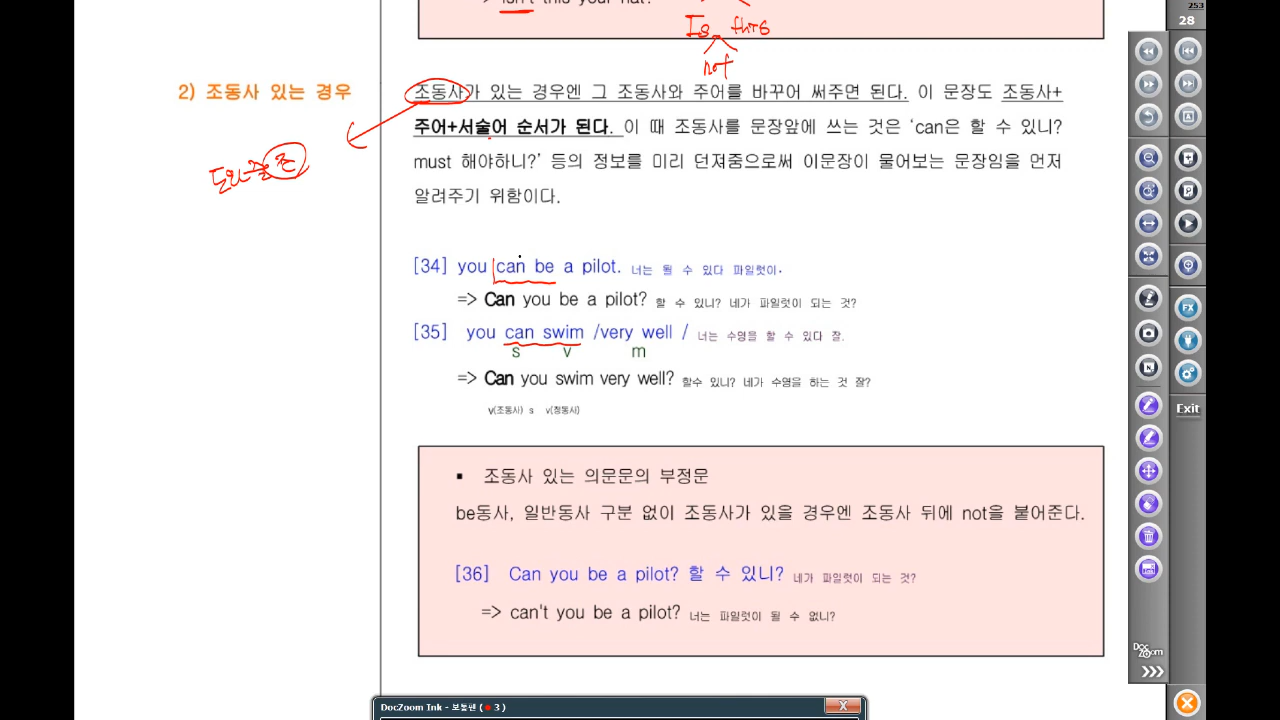 isn't this your hat?
Is this
not
253
28
2) 조동사 있는 경우
조동사가 있는 경우엔 그 조동사와 주어를 바꾸어 써주면 된다. 이 문장도 조동사+
주어+서술어 순서가 된다. 이 때 조동사를 문장앞에 쓰는 것은 'can은 할 수 있니?
must 해야하니?' 등의 정보를 미리 던져줌으로써 이문장이 물어보는 문장임을 먼저
알려주기 위함이다.
[34] you can be a pilot. 너는 될 수 있다 파일럿이.
=> Can you be a pilot? 할 수 있니? 네가 파일럿이 되는 것?
[35] you can swim /very well / 너는 수영을 할 수 있다 잘.
s v m
=> Can you swim very well? 할수 있니? 네가 수영을 하는 것 잘?
v(조동사) s v(정동사)
▪ 조동사 있는 의문문의 부정문
be동사, 일반동사 구분 없이 조동사가 있을 경우엔 조동사 뒤에 not을 붙어준다.
[36] Can you be a pilot? 할 수 있니? 네가 파일럿이 되는 것?
=> can't you be a pilot? 너는 파일럿이 될 수 없니?
FX
Exit
DocZoom
DocZoom Ink - 보통펜 ( 3 )